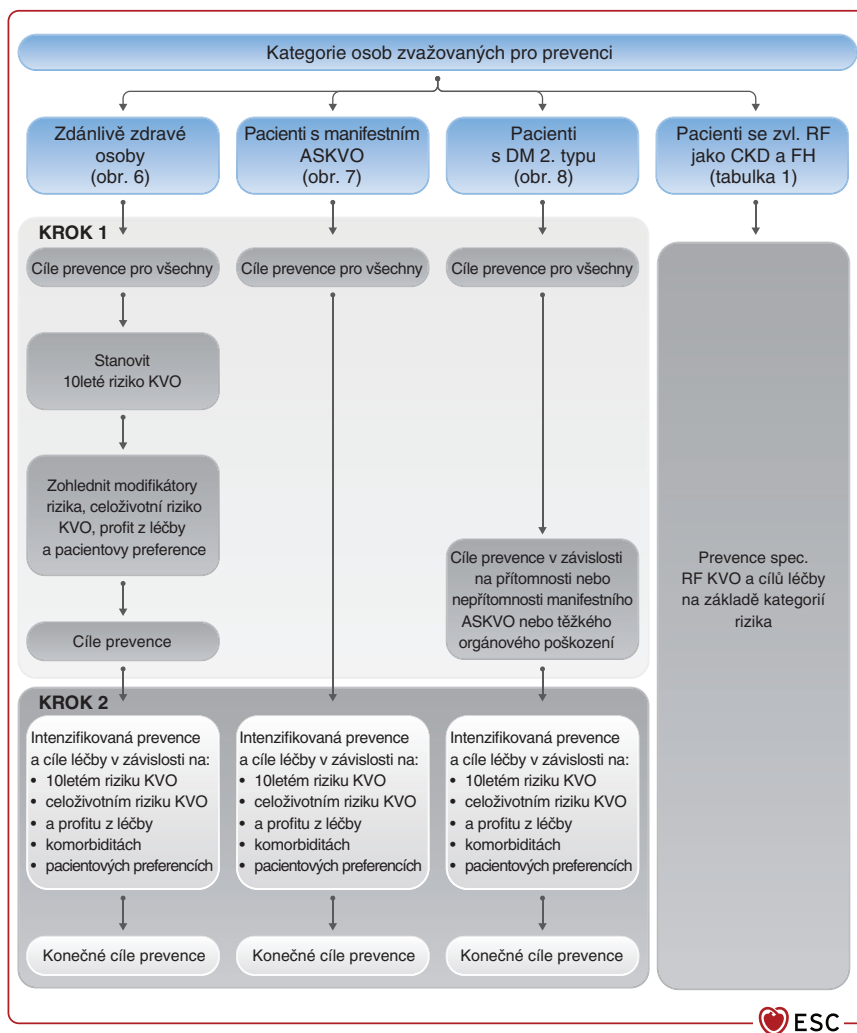 Kategorie osob zvažovaných pro prevenci
Zdánlivě zdravé
osoby
(obr. 6)
Pacienti s manifestním
ASKVO
(obr. 7)
Pacienti
s DM 2. typu
(obr. 8)
Pacienti se zvl. RF
jako CKD a FH
(tabulka 1)
KROK 1
Cíle prevence pro všechny
Cíle prevence pro všechny
Cíle prevence pro všechny
Stanovit
10leté riziko KVO
Zohlednit modifikátory
rizika, celoživotní riziko
KVO, profit z léčby
a pacientovy preference
Cíle prevence
Cíle prevence v závislosti
na přítomnosti nebo
nepřítomnosti manifestního
ASKVO nebo těžkého
orgánového poškození
Prevence spec.
RF KVO a cílů léčby
na základě kategorií
rizika
KROK 2
Intenzifikovaná prevence
a cíle léčby v závislosti na:
• 10letém riziku KVO
• celoživotním riziku KVO
• a profitu z léčby
• komorbiditách
• pacientových preferencích
Intenzifikovaná prevence
a cíle léčby v závislosti na:
• 10letém riziku KVO
• celoživotním riziku KVO
• a profitu z léčby
• komorbiditách
• pacientových preferencích
Intenzifikovaná prevence
a cíle léčby v závislosti na:
• 10letém riziku KVO
• celoživotním riziku KVO
• a profitu z léčby
• komorbiditách
• pacientových preferencích
Konečné cíle prevence
Konečné cíle prevence
Konečné cíle prevence
ESC